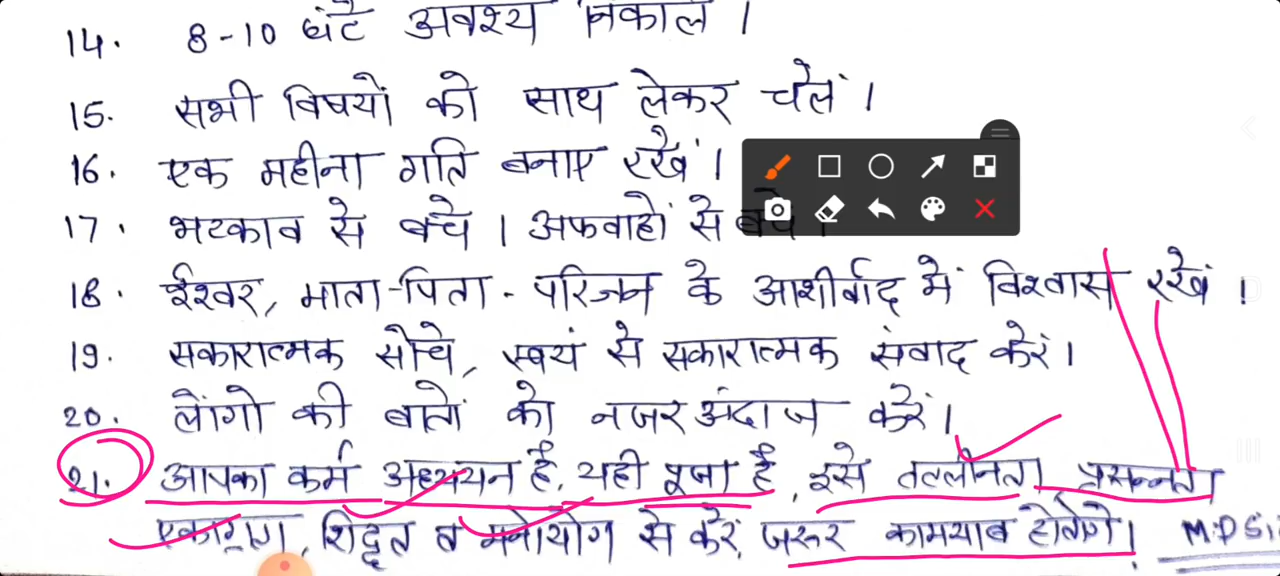 14. 8-10 घंटे अवश्य निकाले ।
15. सभी विषयों को साथ लेकर चलें ।
16. एक महीना गति बनाए रखें ।
17. भटकाव से बचे । अफवाहों से बचे ।
18. ईश्वर, माता-पिता - परिजन के आशीर्वाद में विश्वास रखें ।
19. सकारात्मक सोचे, स्वयं से सकारात्मक संवाद करें ।
20. लोंगो की बातों को नजर अंदाज करें ।
21. आपका कर्म अध्ययन है, यही पूजा है, इसे तल्लीनता, प्रसन्नता
एकाग्रता, शिद्दत व मनोयोग से करें, जरूर कामयाब होवोगे । M.D Si